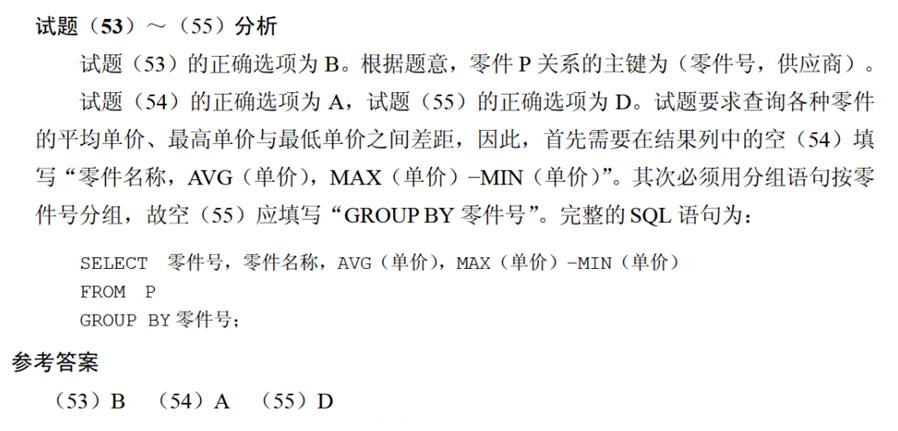 试题（53）～（55）分析
试题（53）的正确选项为 B。根据题意，零件 P 关系的主键为（零件号，供应商）。
试题（54）的正确选项为 A，试题（55）的正确选项为 D。试题要求查询各种零件
的平均单价、最高单价与最低单价之间差距，因此，首先需要在结果列中的空（54）填
写“零件名称，AVG（单价），MAX（单价）−MIN（单价）”。其次必须用分组语句按零
件号分组，故空（55）应填写“GROUP BY 零件号”。完整的 SQL 语句为：
SELECT 零件号，零件名称，AVG（单价），MAX（单价）−MIN（单价）
FROM P
GROUP BY 零件号；
参考答案
（53）B （54）A （55）D